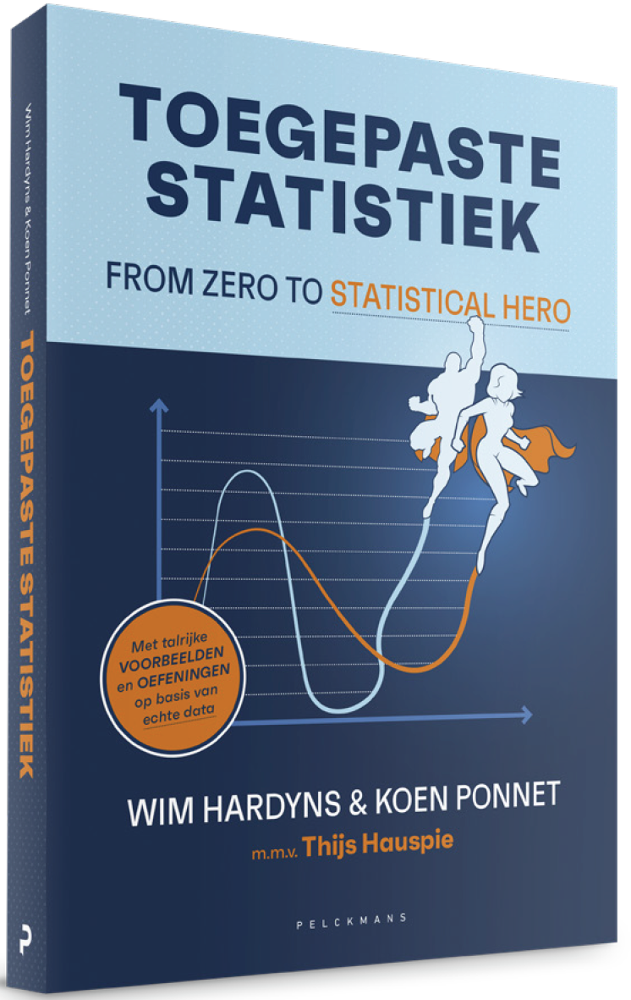 TOEGEPASTE
STATISTIEK
FROM ZERO TO STATISTICAL HERO
Met talrijke
VOORBEELDEN
en OEFENINGEN
op basis van
echte data
WIM HARDYNS & KOEN PONNET
m.m.v. Thijs Hauspie
PELCKMANS
Wim Hardyns & Koen Ponnet TOEGEPASTE STATISTIEK
P